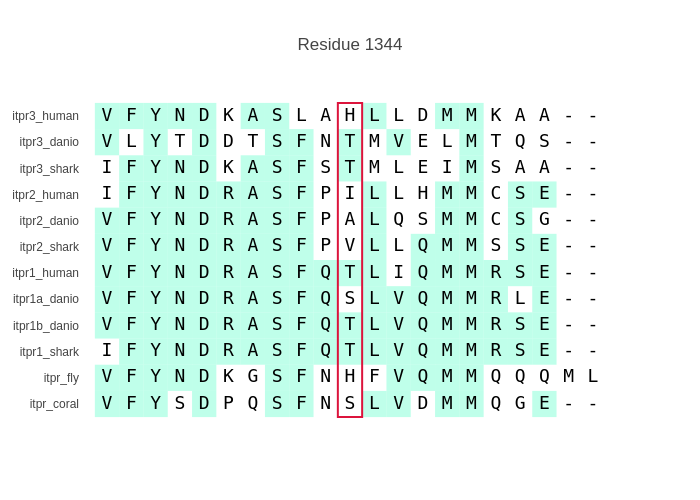 Residue 1344
itpr3_human V F Y N D K A S L A H L L D M M K A A - -
itpr3_danio V L Y T D D T S F N T M V E L M T Q S - -
itpr3_shark I F Y N D K A S F S T M L E I M S A A - -
itpr2_human I F Y N D R A S F P I L L H M M C S E - -
itpr2_danio V F Y N D R A S F P A L Q S M M C S G - -
itpr2_shark V F Y N D R A S F P V L L Q M M S S E - -
itpr1_human V F Y N D R A S F Q T L I Q M M R S E - -
itpr1a_danio V F Y N D R A S F Q S L V Q M M R L E - -
itpr1b_danio V F Y N D R A S F Q T L V Q M M R S E - -
itpr1_shark I F Y N D R A S F Q T L V Q M M R S E - -
itpr_fly V F Y N D K G S F N H F V Q M M Q Q Q M L
itpr_coral V F Y S D P Q S F N S L V D M M Q G E - -